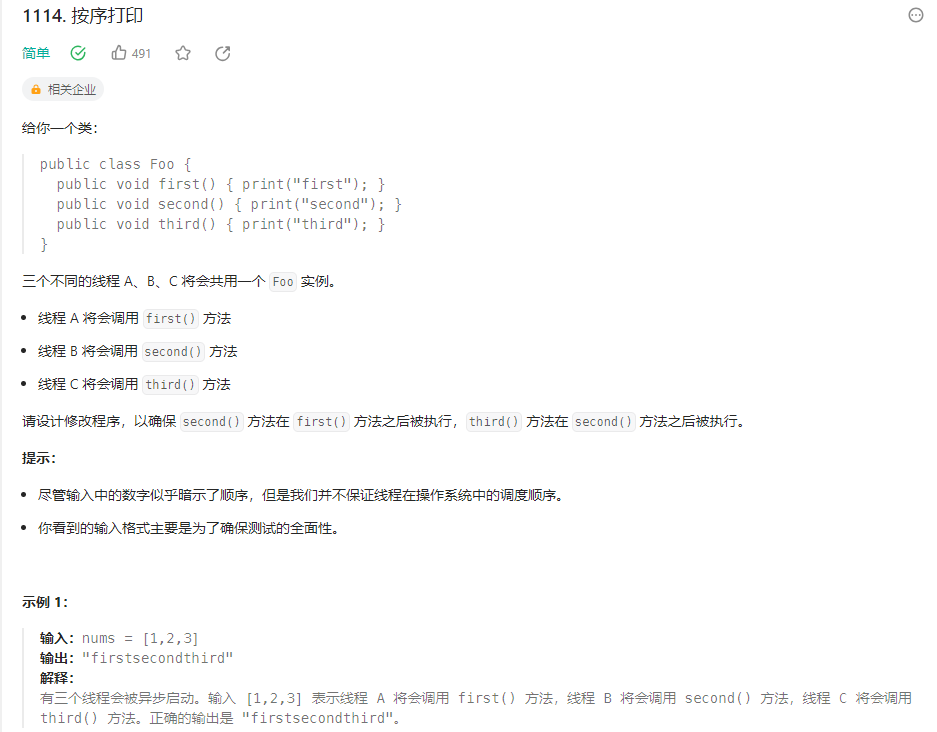 1114. 按序打印
简单 491
相关企业
给你一个类：
public class Foo {
  public void first() { print("first"); }
  public void second() { print("second"); }
  public void third() { print("third"); }
}
三个不同的线程 A、B、C 将会共用一个 Foo 实例。
线程 A 将会调用 first() 方法
线程 B 将会调用 second() 方法
线程 C 将会调用 third() 方法
请设计修改程序，以确保 second() 方法在 first() 方法之后被执行，third() 方法在 second() 方法之后被执行。
提示：
尽管输入中的数字似乎暗示了顺序，但是我们并不保证线程在操作系统中的调度顺序。
你看到的输入格式主要是为了确保测试的全面性。
示例 1：
输入：nums = [1,2,3]
输出："firstsecondthird"
解释：
有三个线程会被异步启动。输入 [1,2,3] 表示线程 A 将会调用 first() 方法，线程 B 将会调用 second() 方法，线程 C 将会调用
third() 方法。正确的输出是 "firstsecondthird"。